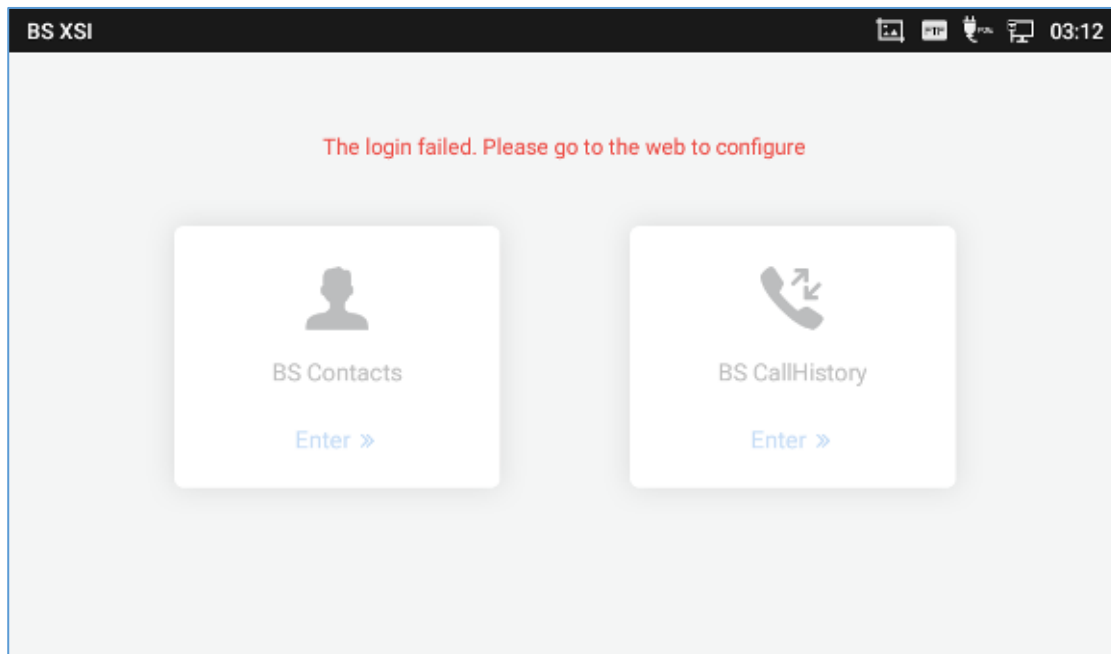 BS XSI
03:12
The login failed. Please go to the web to configure
BS Contacts
BS CallHistory
Enter »
Enter »